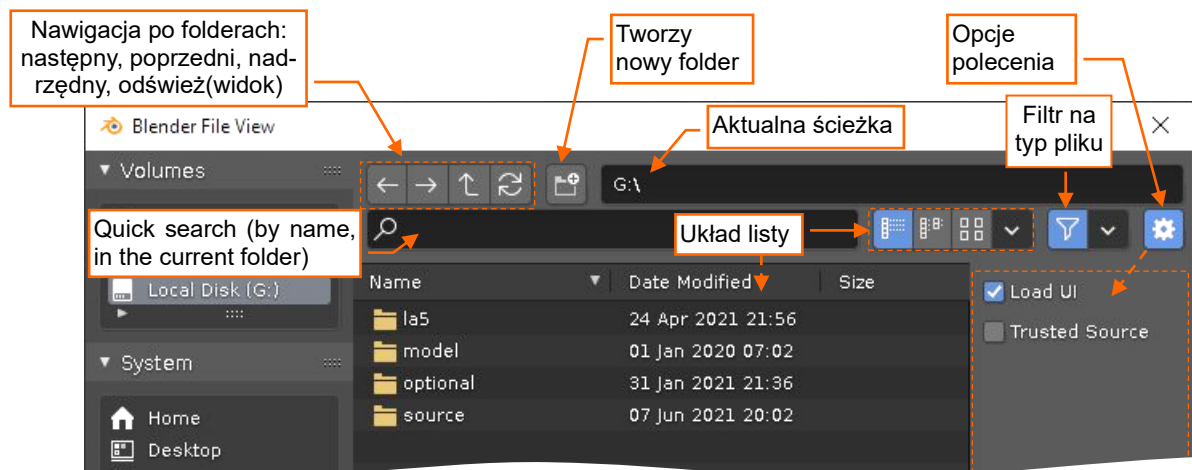 Nawigacja po folderach:
następny, poprzedni, nad-
rzędny, odśwież(widok)
Tworzy
nowy folder
Opcje
polecenia
Blender File View
Aktualna ścieżka
Filtr na
typ pliku
Volumes
G:\
Quick search (by name,
in the current folder)
Układ listy
Local Disk (G:)
Name
Date Modified
Size
Load UI
la5
24 Apr 2021 21:56
Trusted Source
model
01 Jan 2020 07:02
System
optional
31 Jan 2021 21:36
source
07 Jun 2021 20:02
Home
Desktop